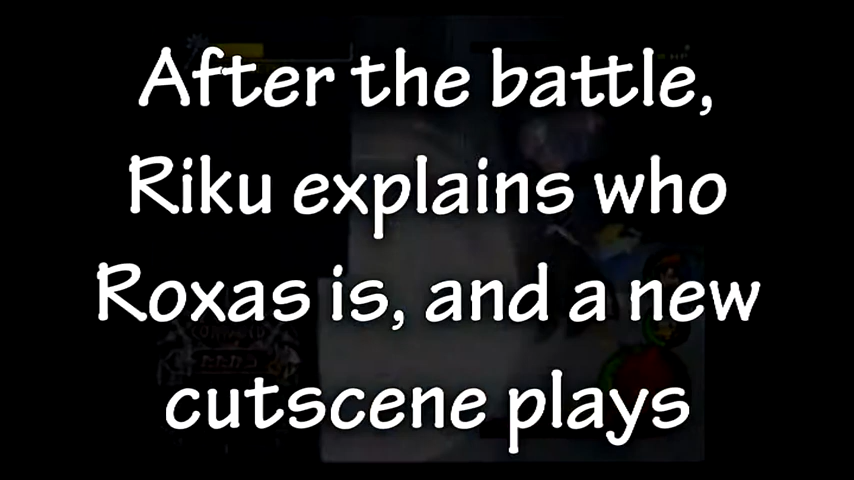 After the battle,
Riku explains who
Roxas is, and a new
cutscene plays